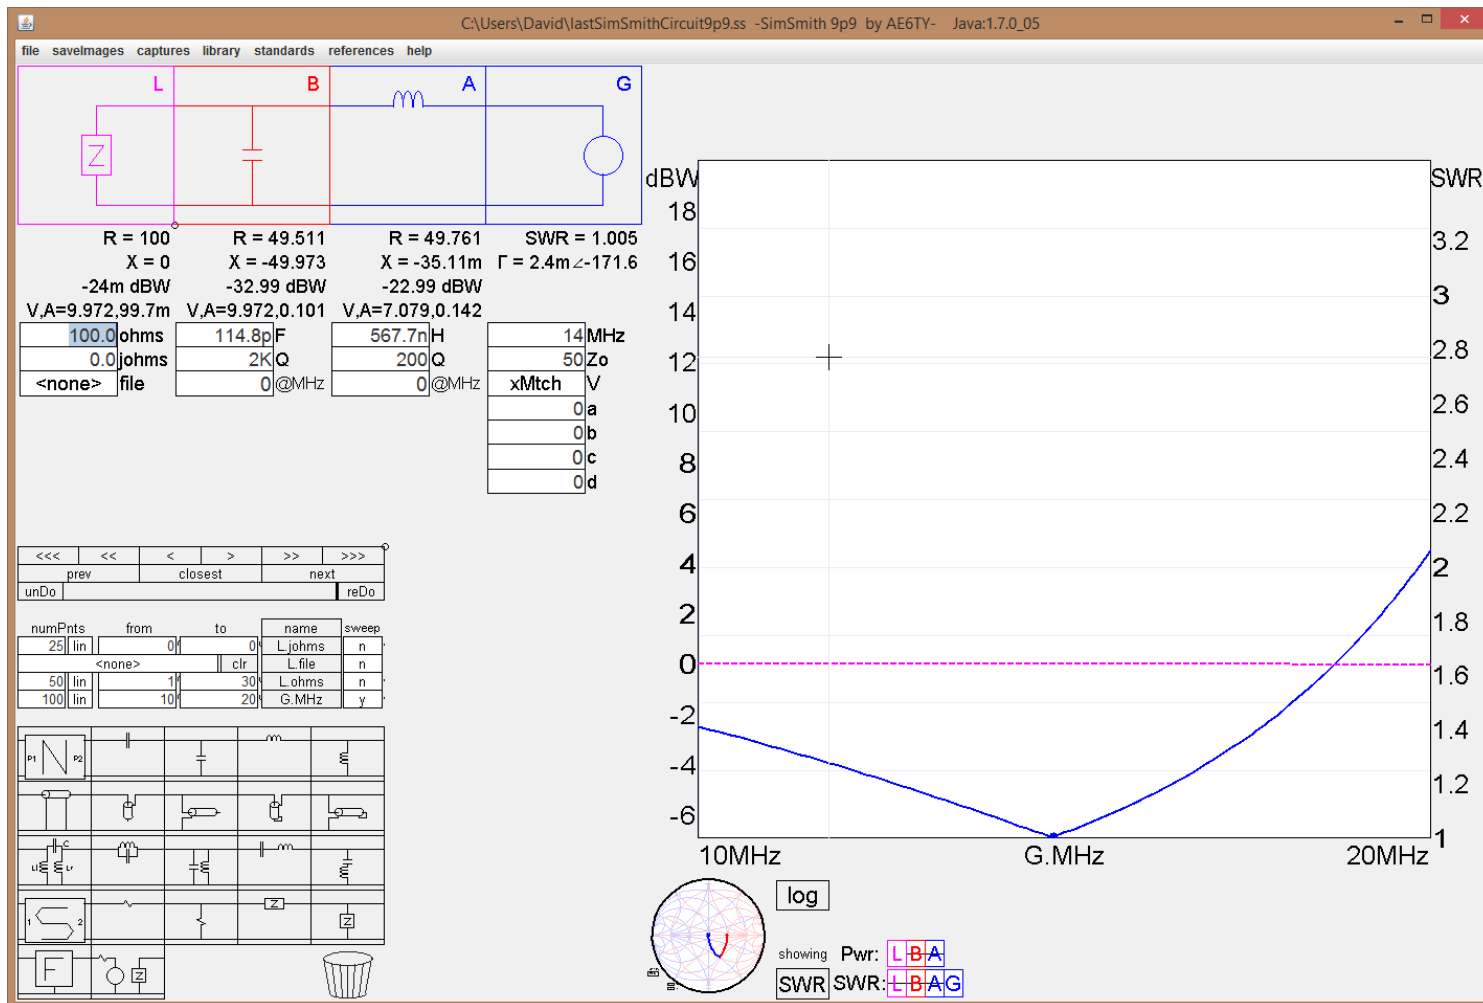 C:\Users\David\lastSimSmithCircuit9p9.ss -SimSmith 9p9 by AE6TY- Java:1.7.0_05
file saveImages captures library standards references help
L B A G
Z
R = 100 R = 49.511 R = 49.761 SWR = 1.005
X = 0 X = -49.973 X = -35.11m Γ = 2.4m∠-171.6
-24m dBW -32.99 dBW -22.99 dBW
V,A=9.972,99.7m V,A=9.972,0.101 V,A=7.079,0.142
100.0 ohms 114.8p F 567.7n H 14 MHz
0.0 johms 2K Q 200 Q 50 Zo
<none> file 0 @MHz 0 @MHz xMtch V
0 a
0 b
0 c
0 d
<<< << < > >> >>>
prev closest next
unDo reDo
numPnts from to name sweep
25 lin 0 0 L.johms n
<none> clr L.file n
50 lin 1 30 L.ohms n
100 lin 10 20 G.MHz y
P1 N P2
C
LI Lr
1 S 2 Z Z
F Z
dBW SWR
18
16
14
12
10
8
6
4
2
0
-2
-4
-6
3.2
3
2.8
2.6
2.4
2.2
2
1.8
1.6
1.4
1.2
1
10MHz G.MHz 20MHz
log
showing Pwr: L B A
SWR SWR: L B A G